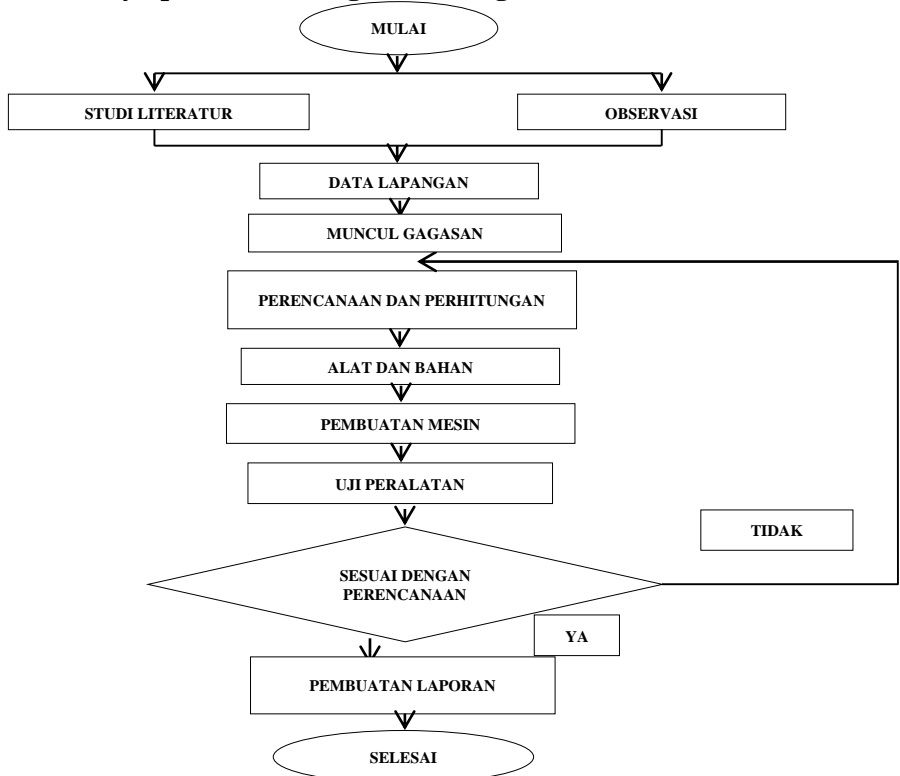 MULAI
STUDI LITERATUR
OBSERVASI
DATA LAPANGAN
MUNCUL GAGASAN
PERENCANAAN DAN PERHITUNGAN
ALAT DAN BAHAN
PEMBUATAN MESIN
UJI PERALATAN
TIDAK
SESUAI DENGAN
PERENCANAAN
YA
PEMBUATAN LAPORAN
SELESAI